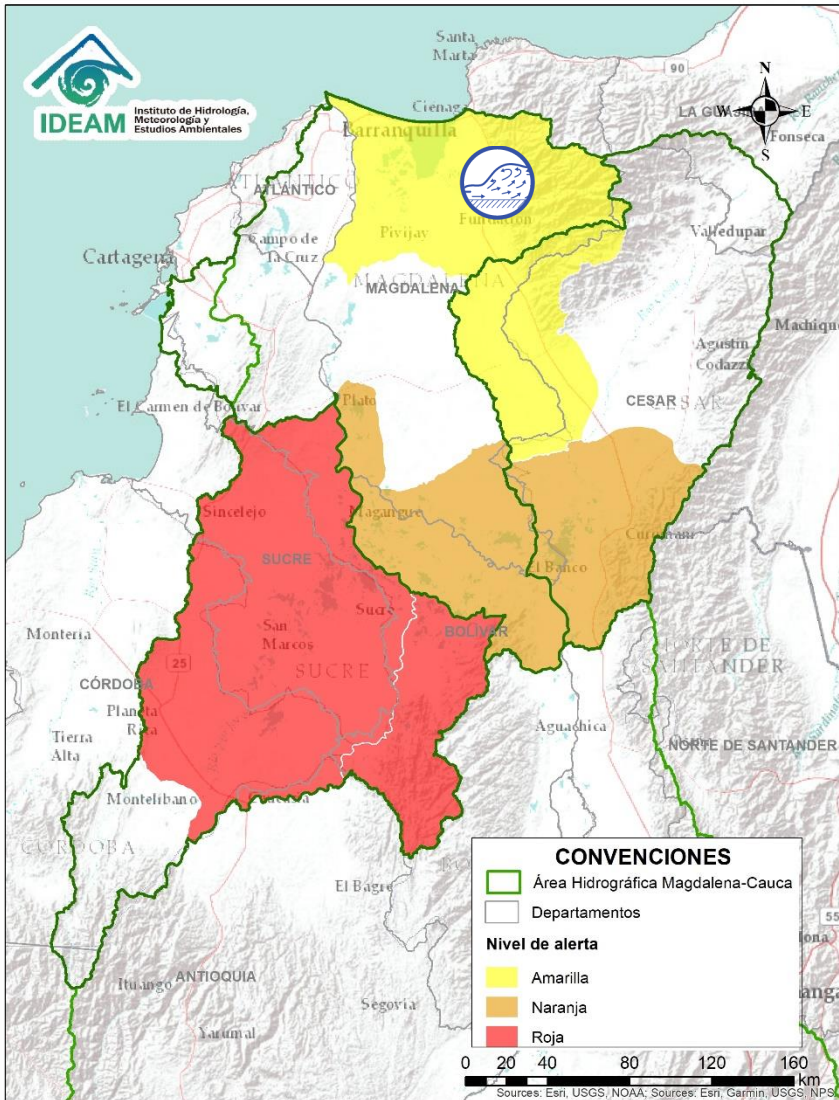 IDEAM
Instituto de Hidrología,
Meteorología y
Estudios Ambientales
Santa
Marta
90
N
W
E
S
Ciénaga
LA GUAJI
Fonseca
Barranquilla
ATLÁNTICO
Fundación
Valledupar
Campo de
la Cruz
Pivijay
Cartagena
MAGDALENA
MAGDALENA
Machiqu
Agustín
Codazzi
CESAR
CESAR
El Carmen de Bolívar
Plato
Sincelejo
Magangué
SUCRE
El Banco
Sucre
BOLÍVAR
Montería
San
Marcos
25
SUCRE
NORTE DE
SANTANDER
CÓRDOBA
Planeta
Rica
Aguachica
Tierra
Alta
NORTE DE SANTANDER
Montelíbano
CÓRDOBA
El Bagre
Ituango
ANTIOQUIA
Segovia
Yarumal
CONVENCIONES
Área Hidrográfica Magdalena-Cauca
Departamentos
55
Nivel de alerta
Amarilla
Naranja
Roja
0 20 40 80 120 160
km
Sources: Esri, USGS, NOAA; Sources: Esri, Garmin, USGS, NPS